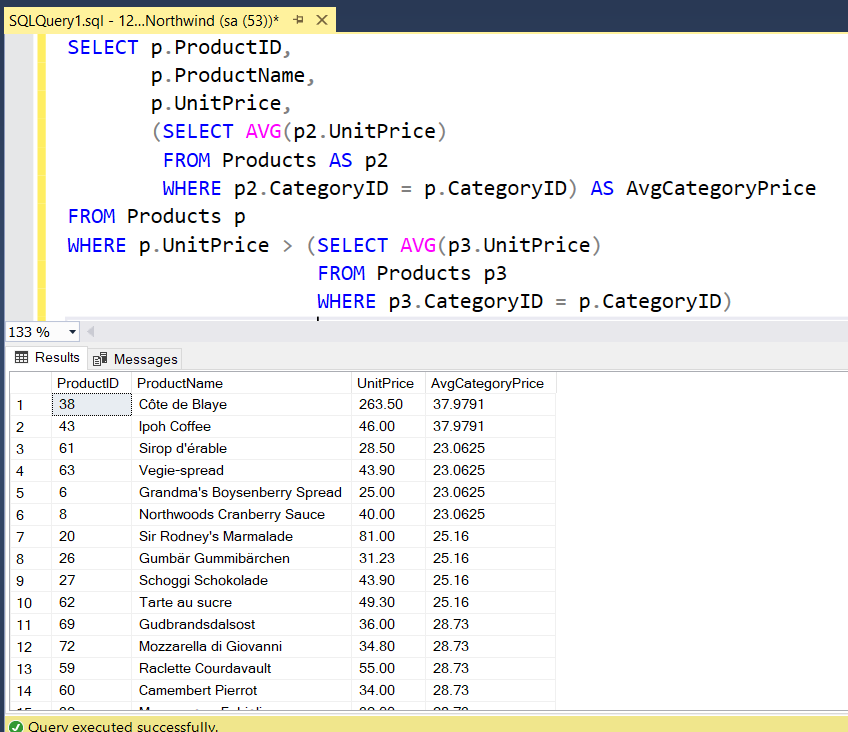 SQLQuery1.sql - 12...Northwind (sa (53))*
SELECT p.ProductID,
p.ProductName,
p.UnitPrice,
(SELECT AVG(p2.UnitPrice)
FROM Products AS p2
WHERE p2.CategoryID = p.CategoryID) AS AvgCategoryPrice
FROM Products p
WHERE p.UnitPrice > (SELECT AVG(p3.UnitPrice)
FROM Products p3
WHERE p3.CategoryID = p.CategoryID)
133 %
Results Messages
ProductID ProductName UnitPrice AvgCategoryPrice
1 38 Côte de Blaye 263.50 37.9791
2 43 Ipoh Coffee 46.00 37.9791
3 61 Sirop d'érable 28.50 23.0625
4 63 Vegie-spread 43.90 23.0625
5 6 Grandma's Boysenberry Spread 25.00 23.0625
6 8 Northwoods Cranberry Sauce 40.00 23.0625
7 20 Sir Rodney's Marmalade 81.00 25.16
8 26 Gumbär Gummibärchen 31.23 25.16
9 27 Schoggi Schokolade 43.90 25.16
10 62 Tarte au sucre 49.30 25.16
11 69 Gudbrandsdalsost 36.00 28.73
12 72 Mozzarella di Giovanni 34.80 28.73
13 59 Raclette Courdavault 55.00 28.73
14 60 Camembert Pierrot 34.00 28.73
Query executed successfully.